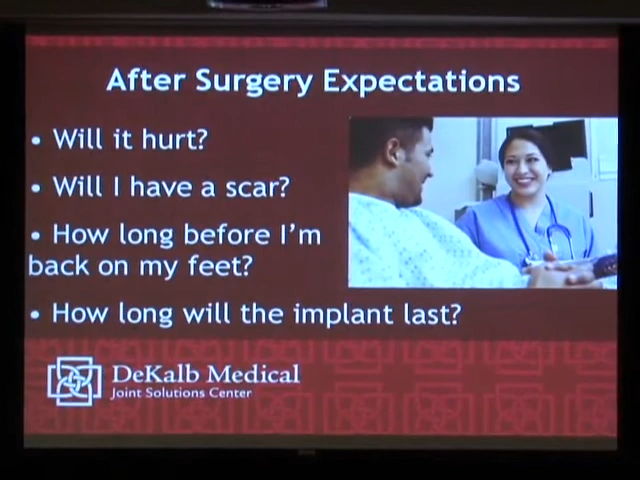 After Surgery Expectations
• Will it hurt?
• Will I have a scar?
• How long before I'm
back on my feet?
• How long will the implant last?
DeKalb Medical
Joint Solutions Center